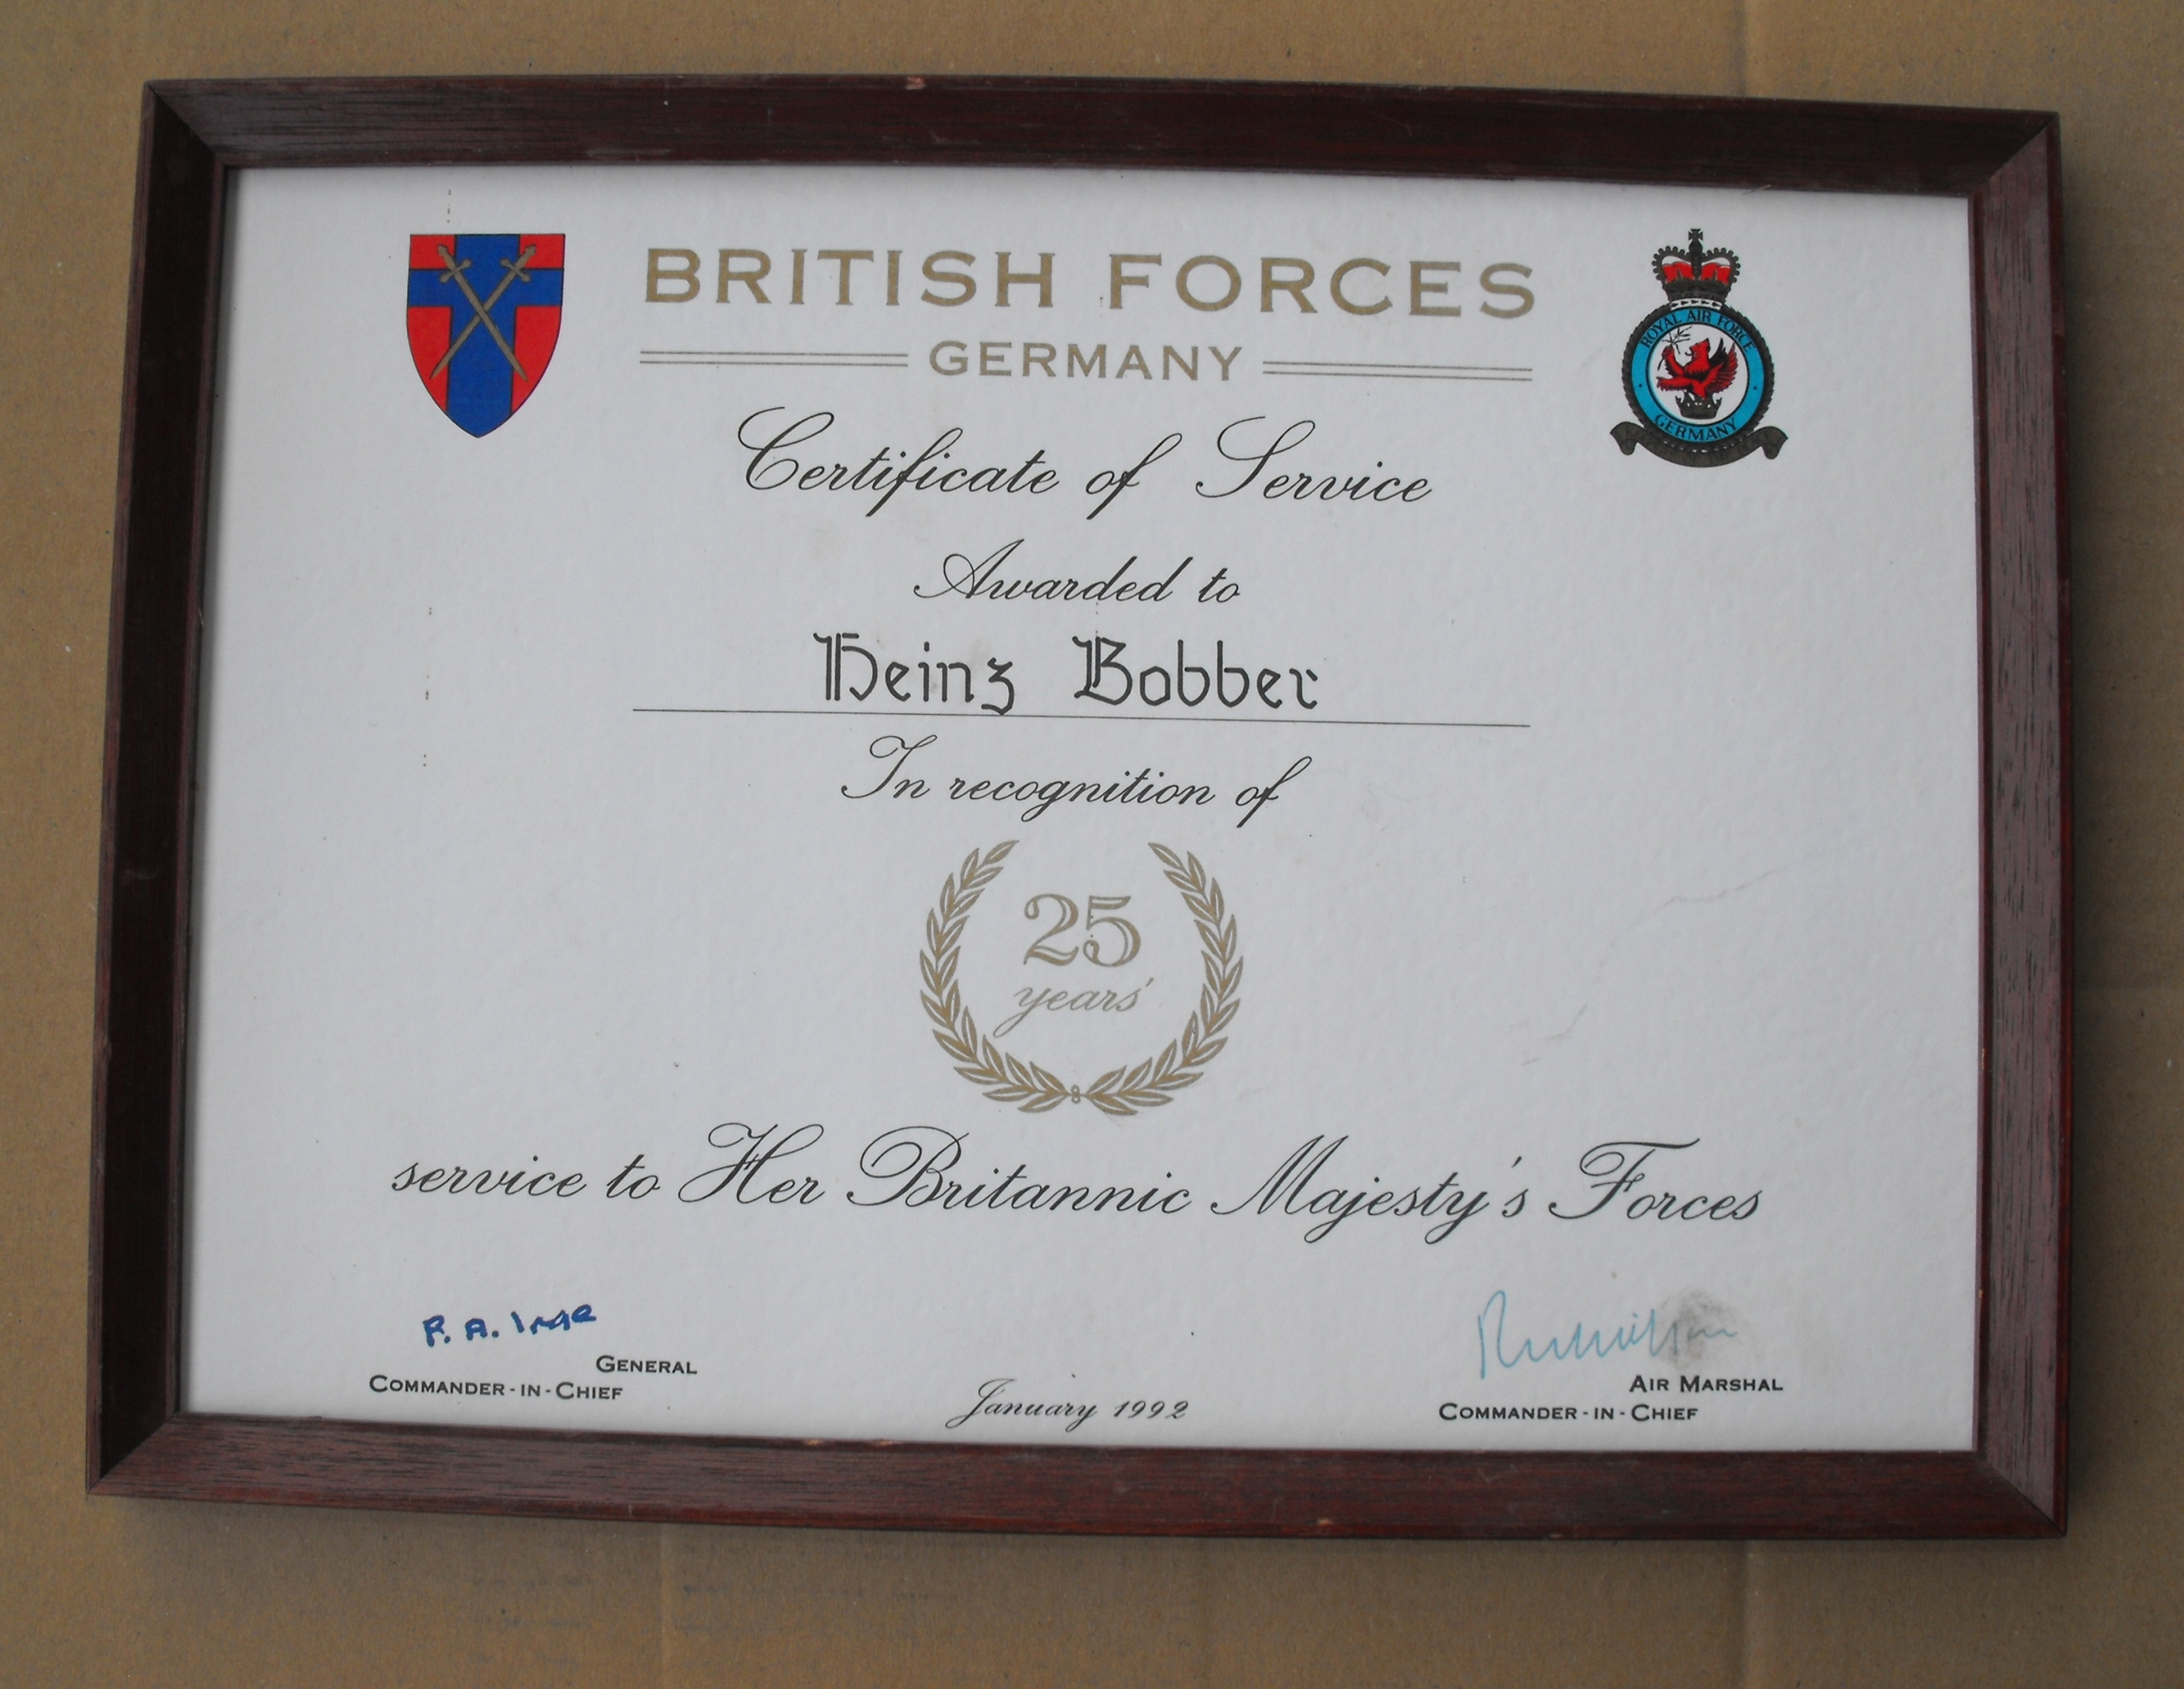 BRITISH FORCES
GERMANY
ROYAL AIR FORCE
GERMANY
Certificate of Service
Awarded to
Heinz Bobber
In recognition of
25
years'
service to Her Britannic Majesty's Forces
P. A. Inge
GENERAL
COMMANDER-IN-CHIEF
January 1992
AIR MARSHAL
COMMANDER-IN-CHIEF